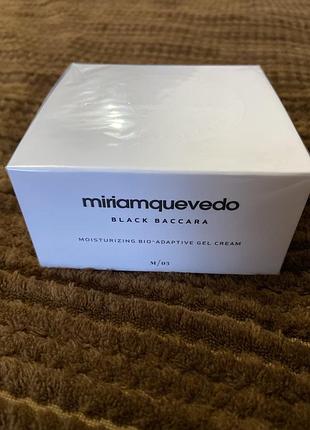 miriamquevedo
BLACK BACCARA
MOISTURIZING BIO-ADAPTIVE GEL CREAM
M/03